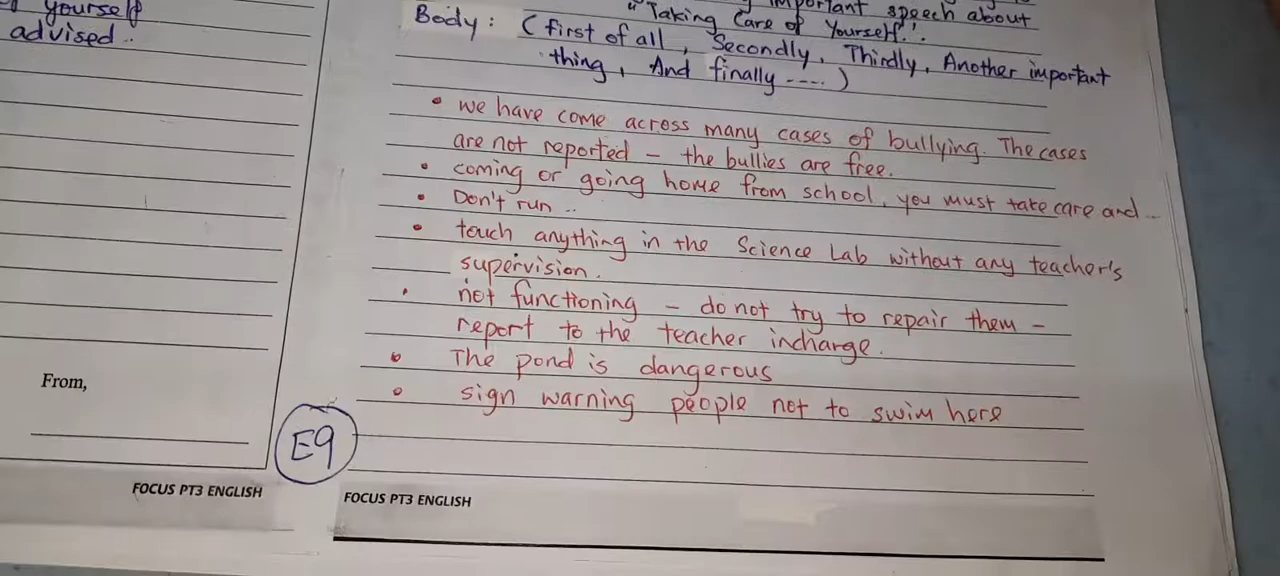 yourself
advised.
important speech about
"Taking Care of Yourself".
Body : (first of all, Secondly, Thirdly, Another important
thing, And finally ----)
• we have come across many cases of bullying. The cases
are not reported – the bullies are free.
• coming or going home from school, you must take care and ...
• Don't run ..
• touch anything in the Science Lab without any teacher's
supervision.
• not functioning – do not try to repair them –
report to the teacher incharge.
• The pond is dangerous
• sign warning people not to swim here
From,
E9
FOCUS PT3 ENGLISH
FOCUS PT3 ENGLISH